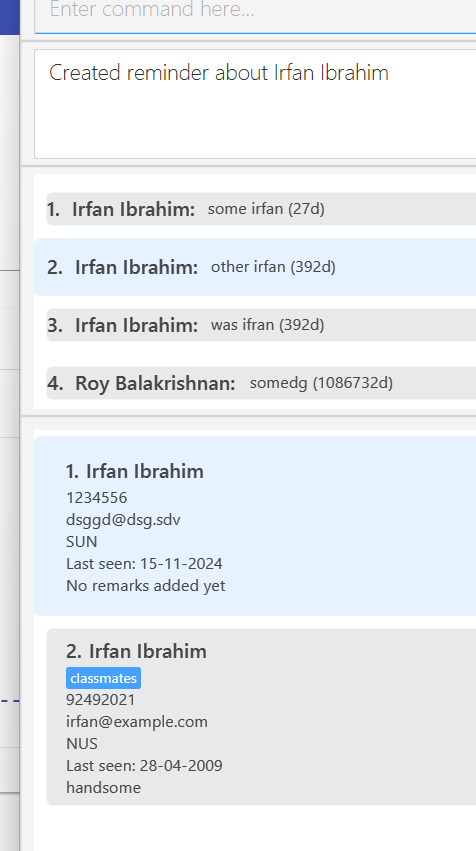 Enter command here...
Created reminder about Irfan Ibrahim
1. Irfan Ibrahim: some irfan (27d)
2. Irfan Ibrahim: other irfan (392d)
3. Irfan Ibrahim: was ifran (392d)
4. Roy Balakrishnan: somedg (1086732d)
1. Irfan Ibrahim
1234556
dsggd@dsg.sdv
SUN
Last seen: 15-11-2024
No remarks added yet
2. Irfan Ibrahim
classmates
92492021
irfan@example.com
NUS
Last seen: 28-04-2009
handsome